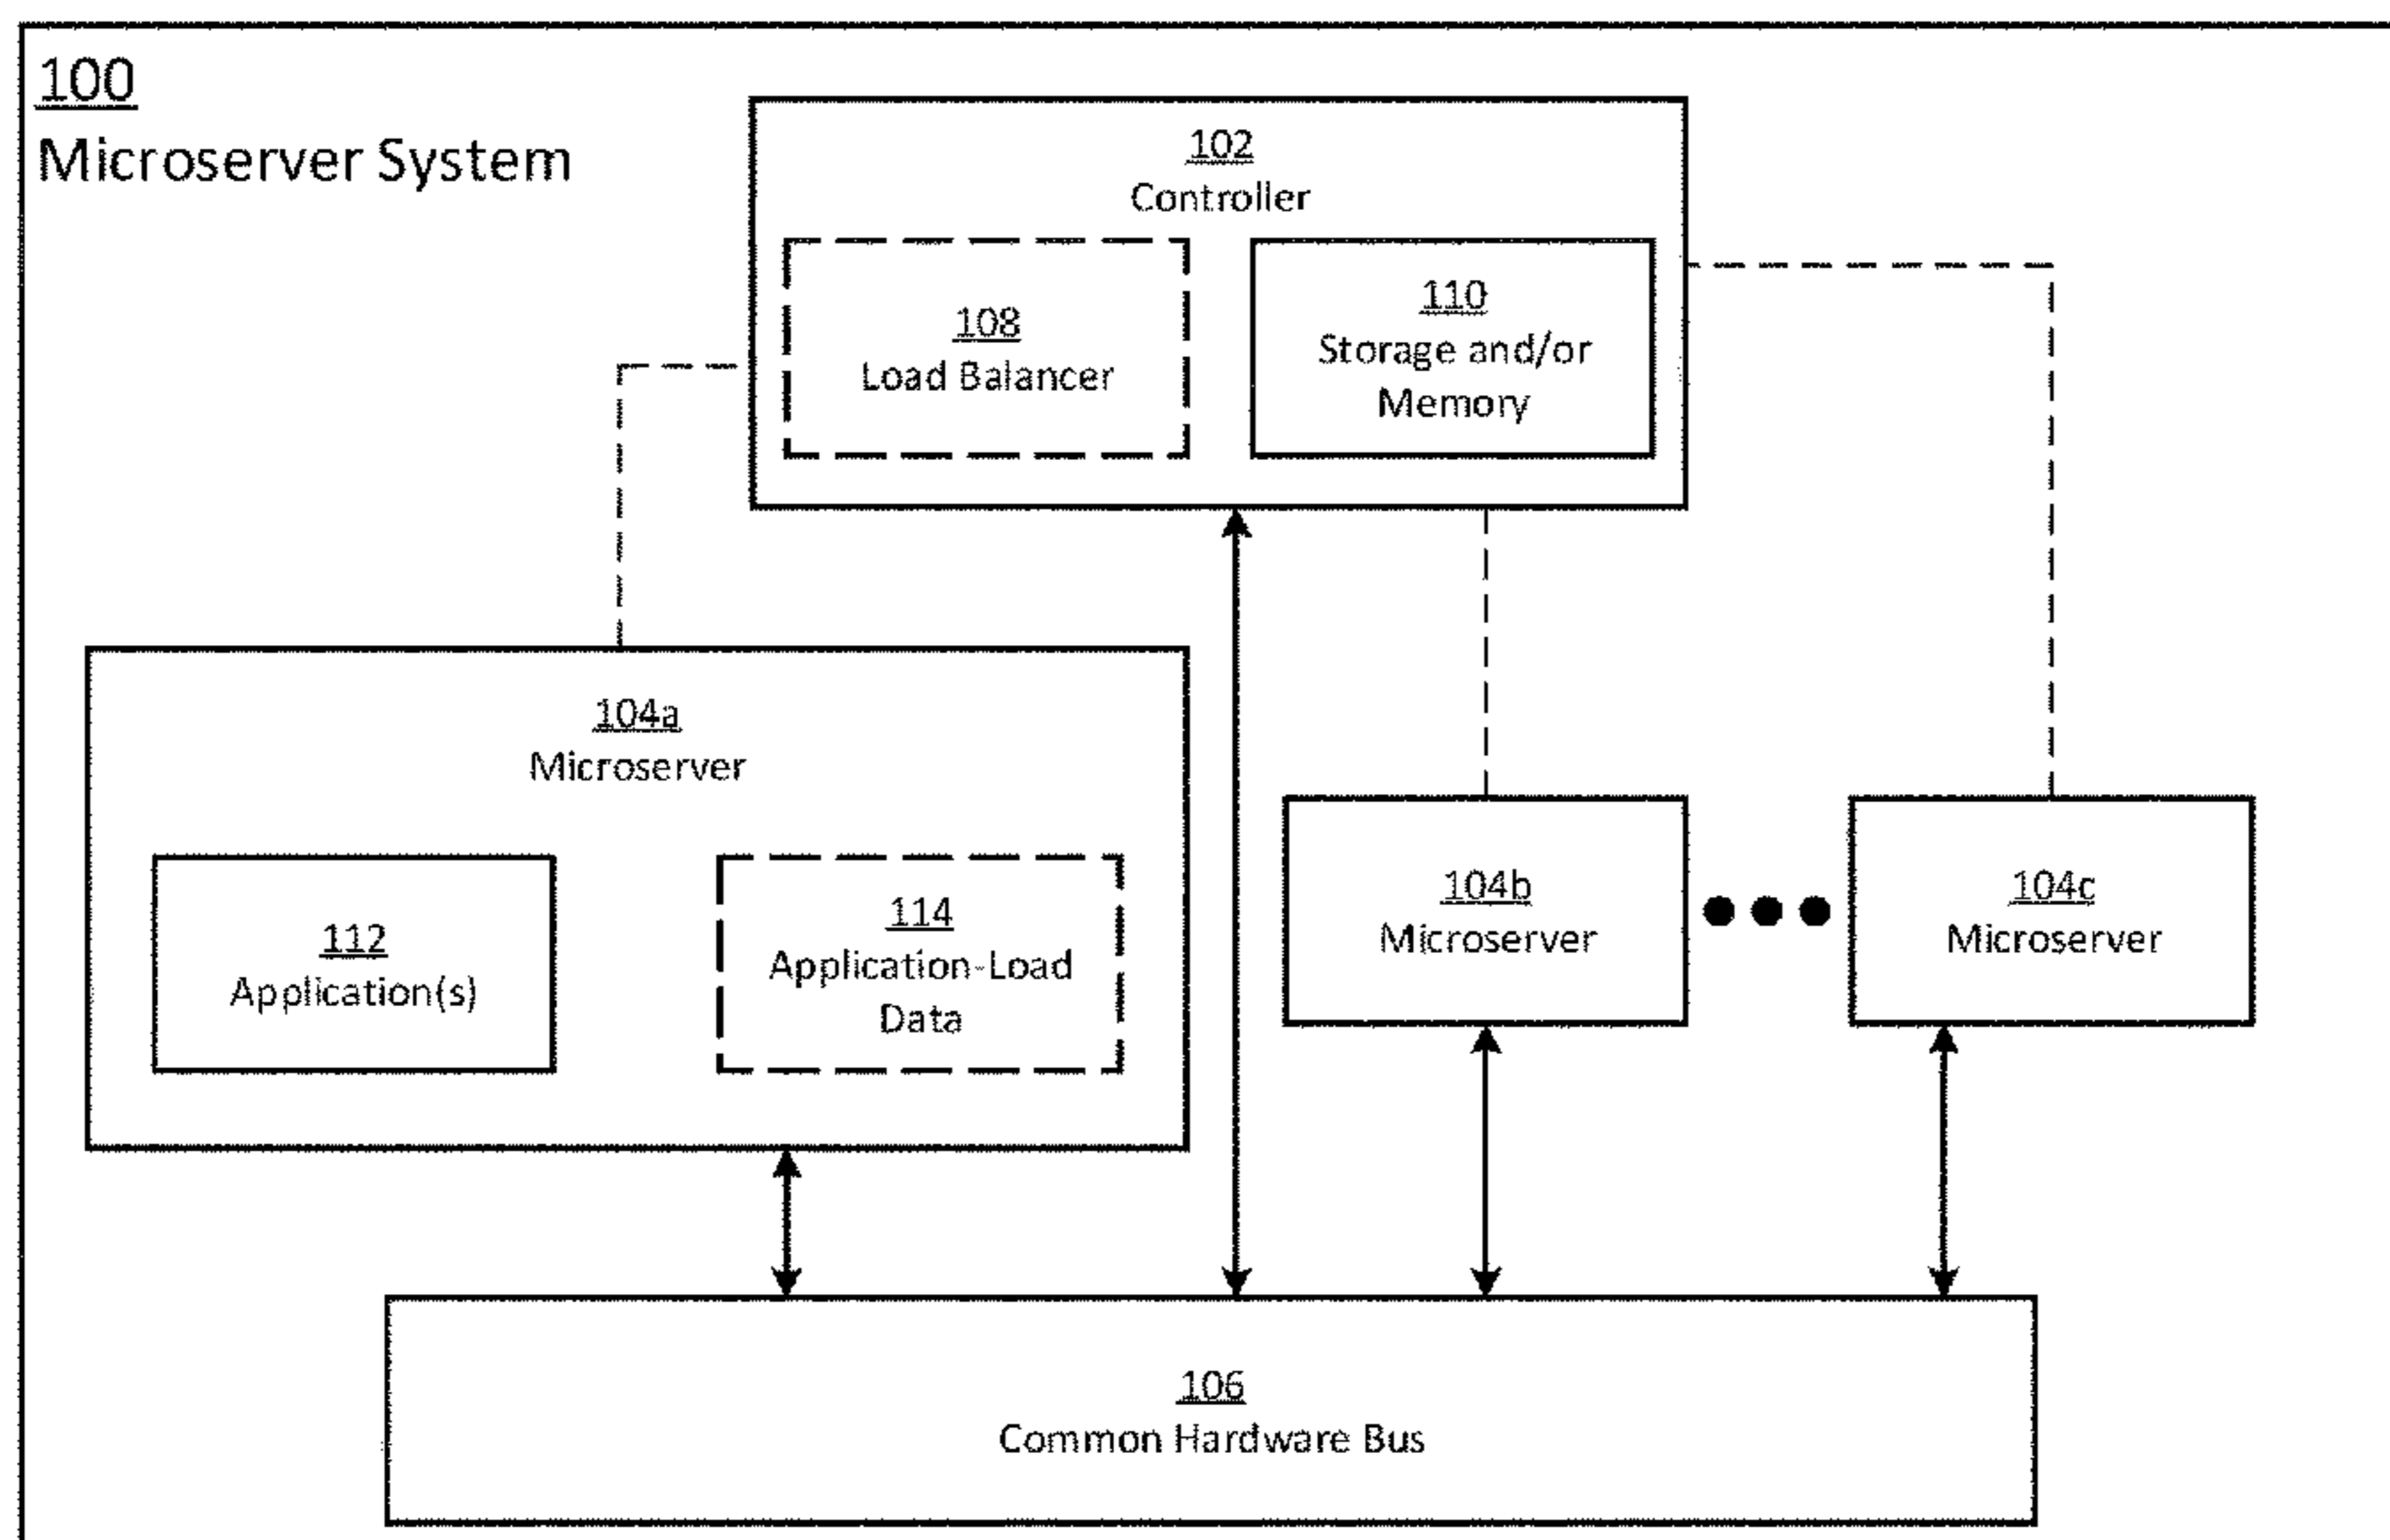 100
Microserver System
102
Controller
108
Load Balancer
110
Storage and/or
Memory
104a
Microserver
112
Application(s)
114
Application-Load
Data
104b
Microserver
104c
Microserver
106
Common Hardware Bus